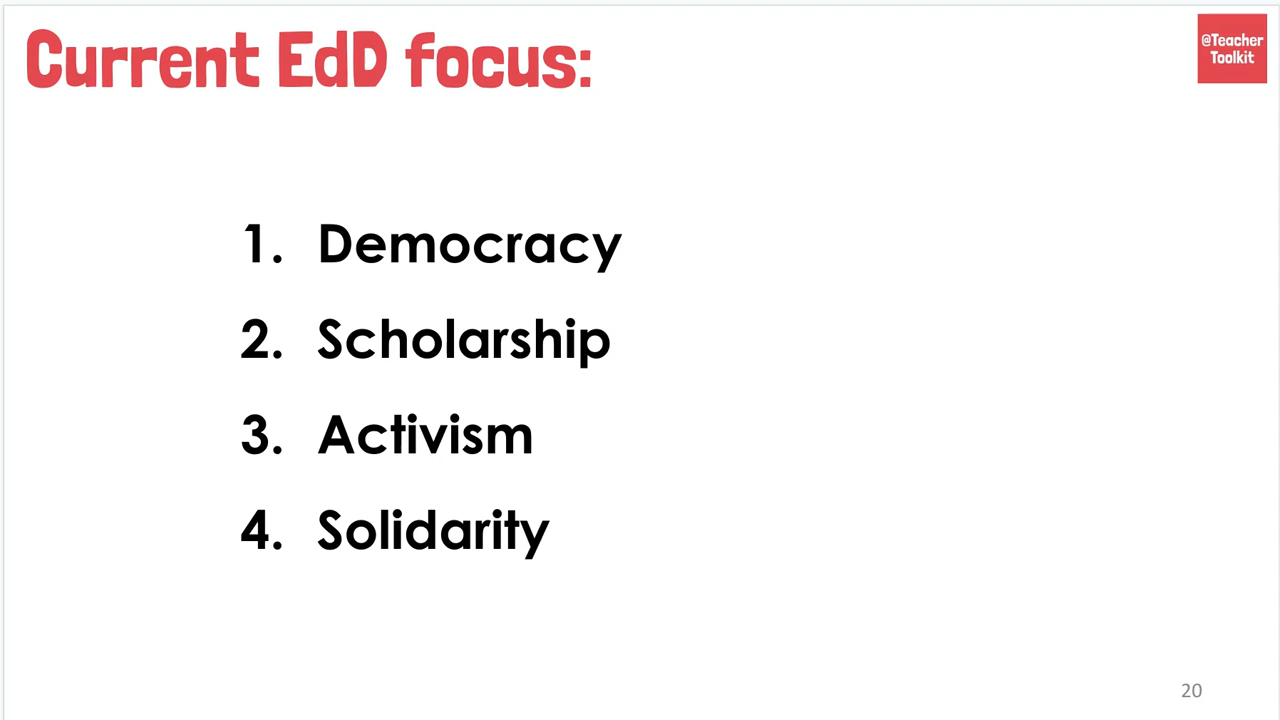 Current EdD focus:
@Teacher
Toolkit
1. Democracy
2. Scholarship
3. Activism
4. Solidarity
20